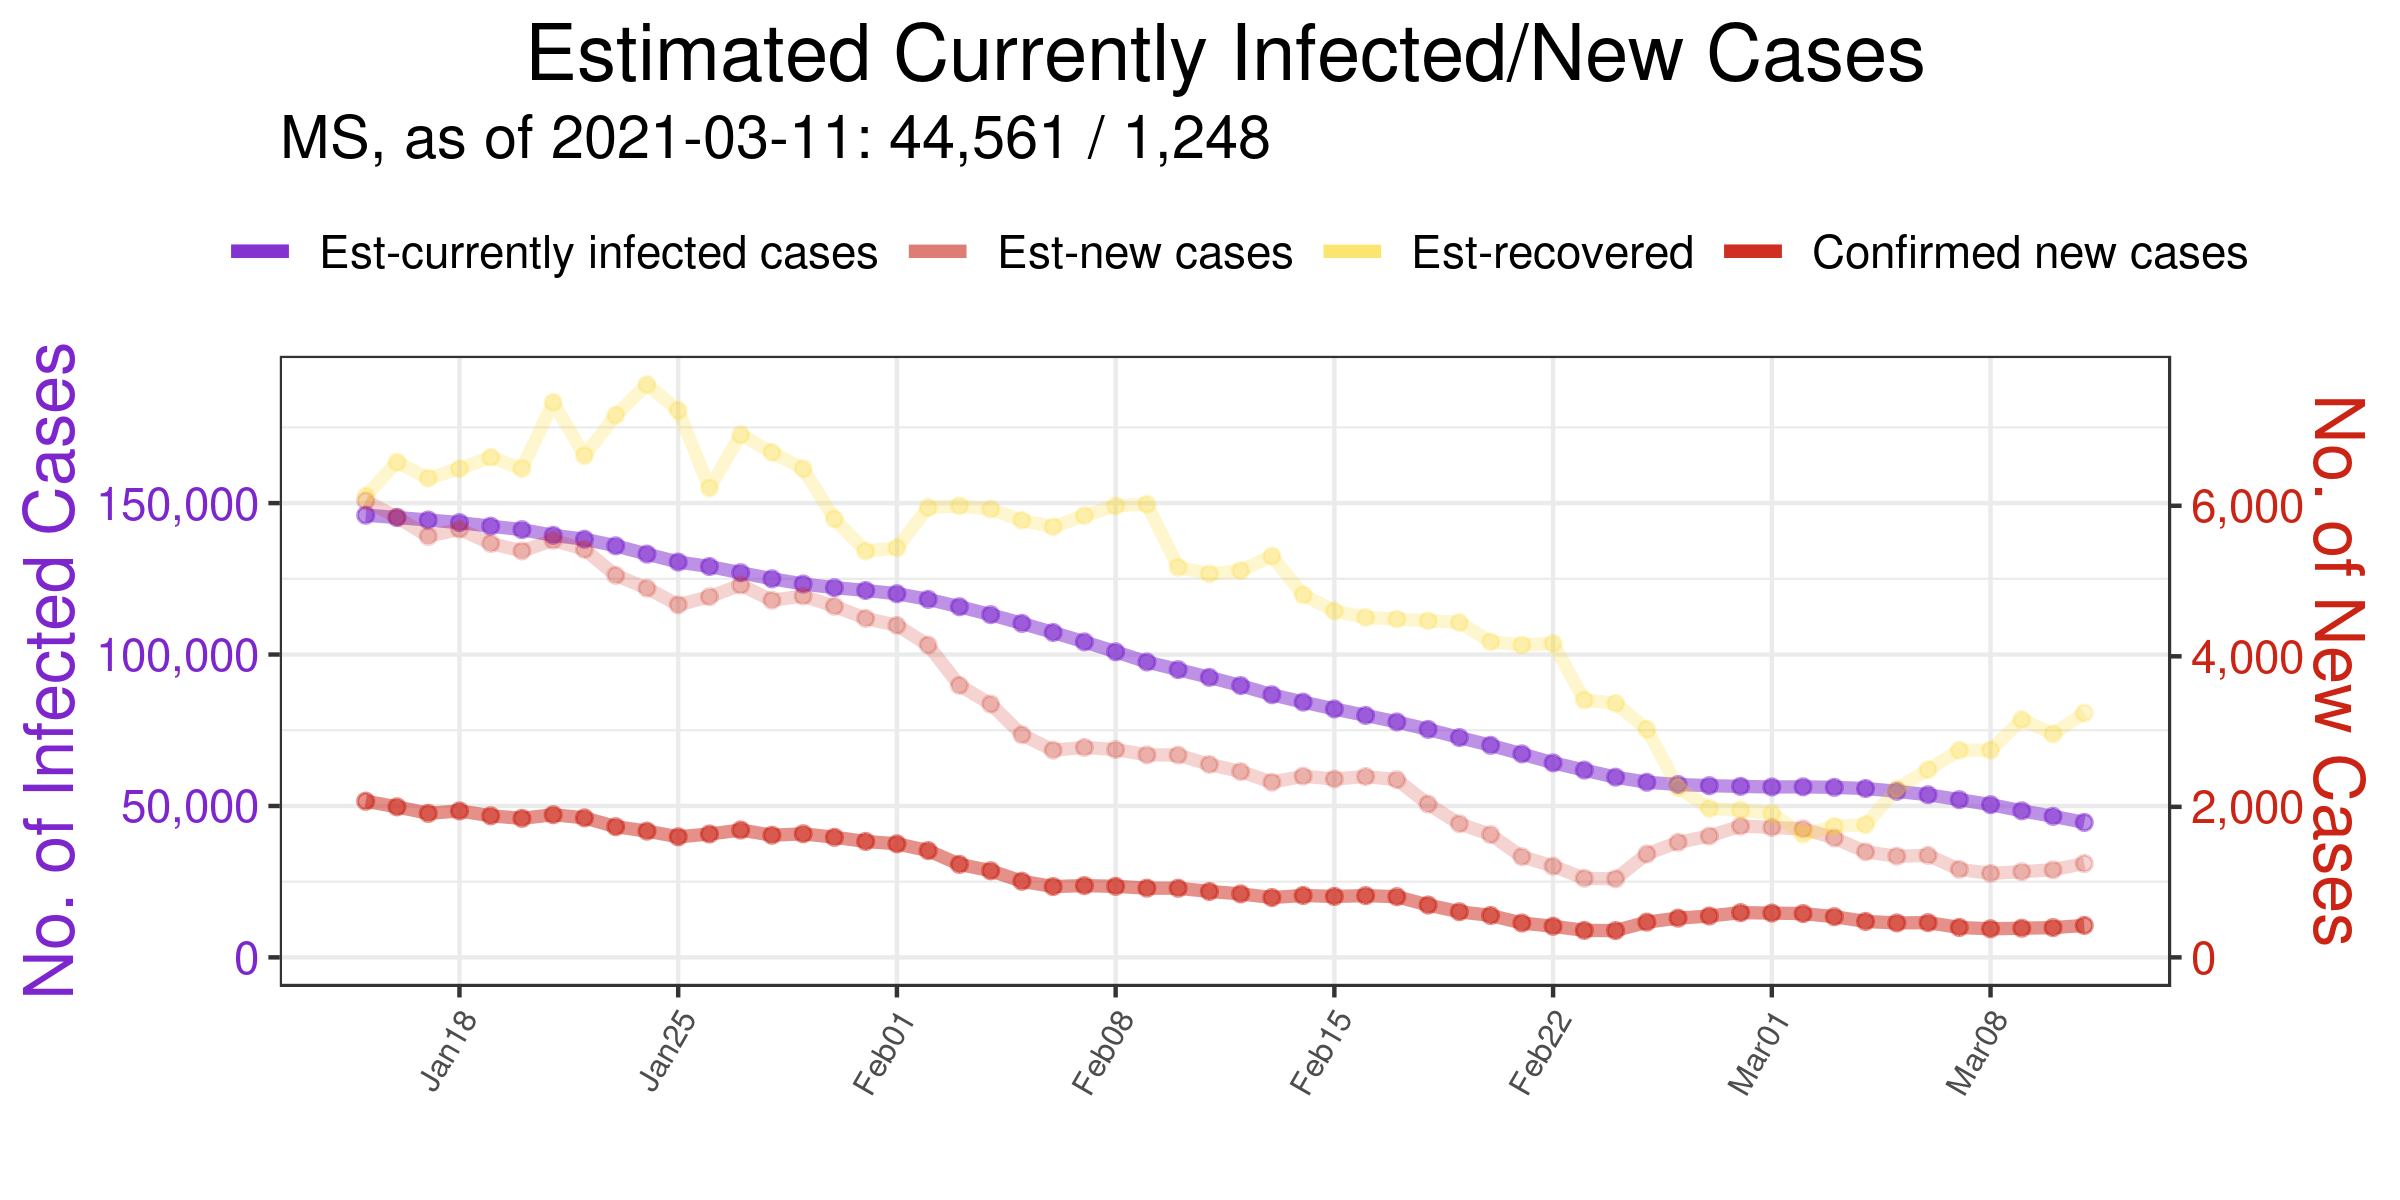 Estimated Currently Infected/New Cases
MS, as of 2021-03-11: 44,561 / 1,248
Est-currently infected cases Est-new cases Est-recovered Confirmed new cases
No. of Infected Cases
150,000
100,000
50,000
0
6,000
4,000
2,000
0
No. of New Cases
Jan18 Jan25 Feb01 Feb08 Feb15 Feb22 Mar01 Mar08